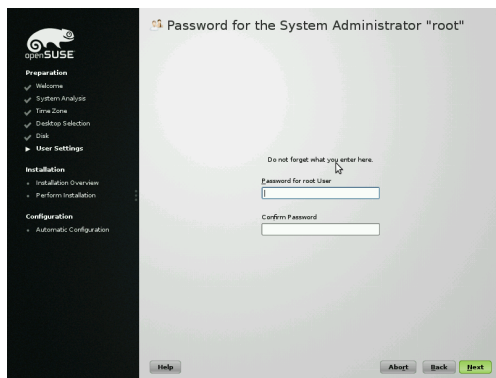 openSUSE
Preparation
Welcome
System Analysis
Time Zone
Desktop Selection
Disk
User Settings
Installation
Installation Overview
Perform Installation
Configuration
Automatic Configuration
Password for the System Administrator "root"
Do not forget what you enter here.
Password for root User
Confirm Password
Help
Abort
Back
Next